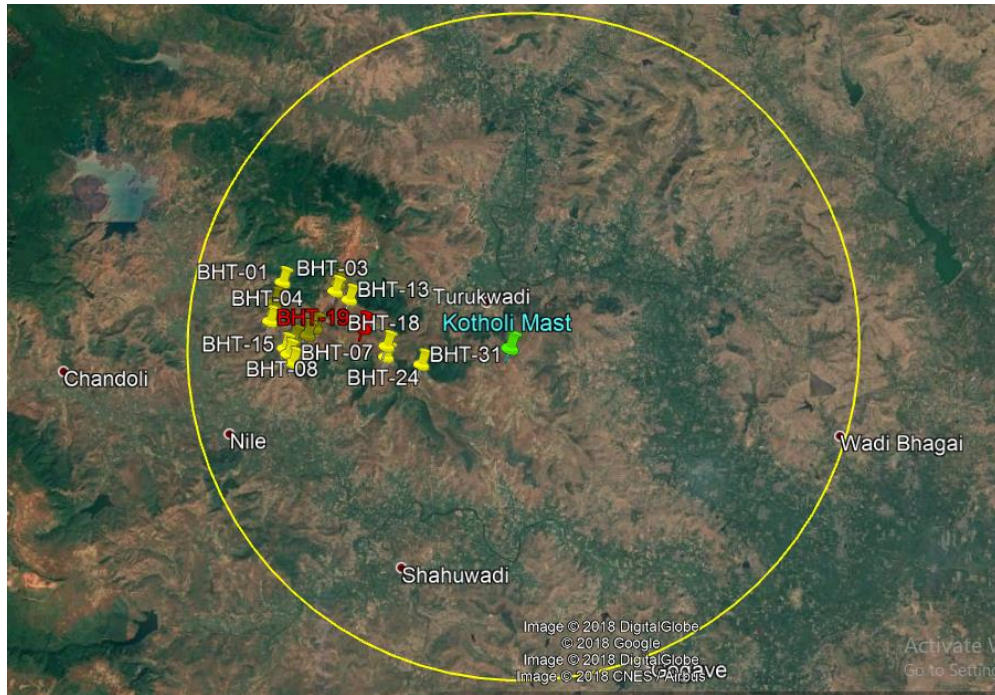 BHT-01
BHT-03
BHT-04
BHT-13
Turukwadi
BHT-19
BHT-18
Kotholi Mast
BHT-15
BHT-07
BHT-31
BHT-08
BHT-24
Chandoli
Nile
Wadi Bhagai
Shahuwadi
Image © 2018 DigitalGlobe
© 2018 Google
Image © 2018 DigitalGlobe
Image © 2018 CNES / Airbus
Gogave
Activate
Go to Setting